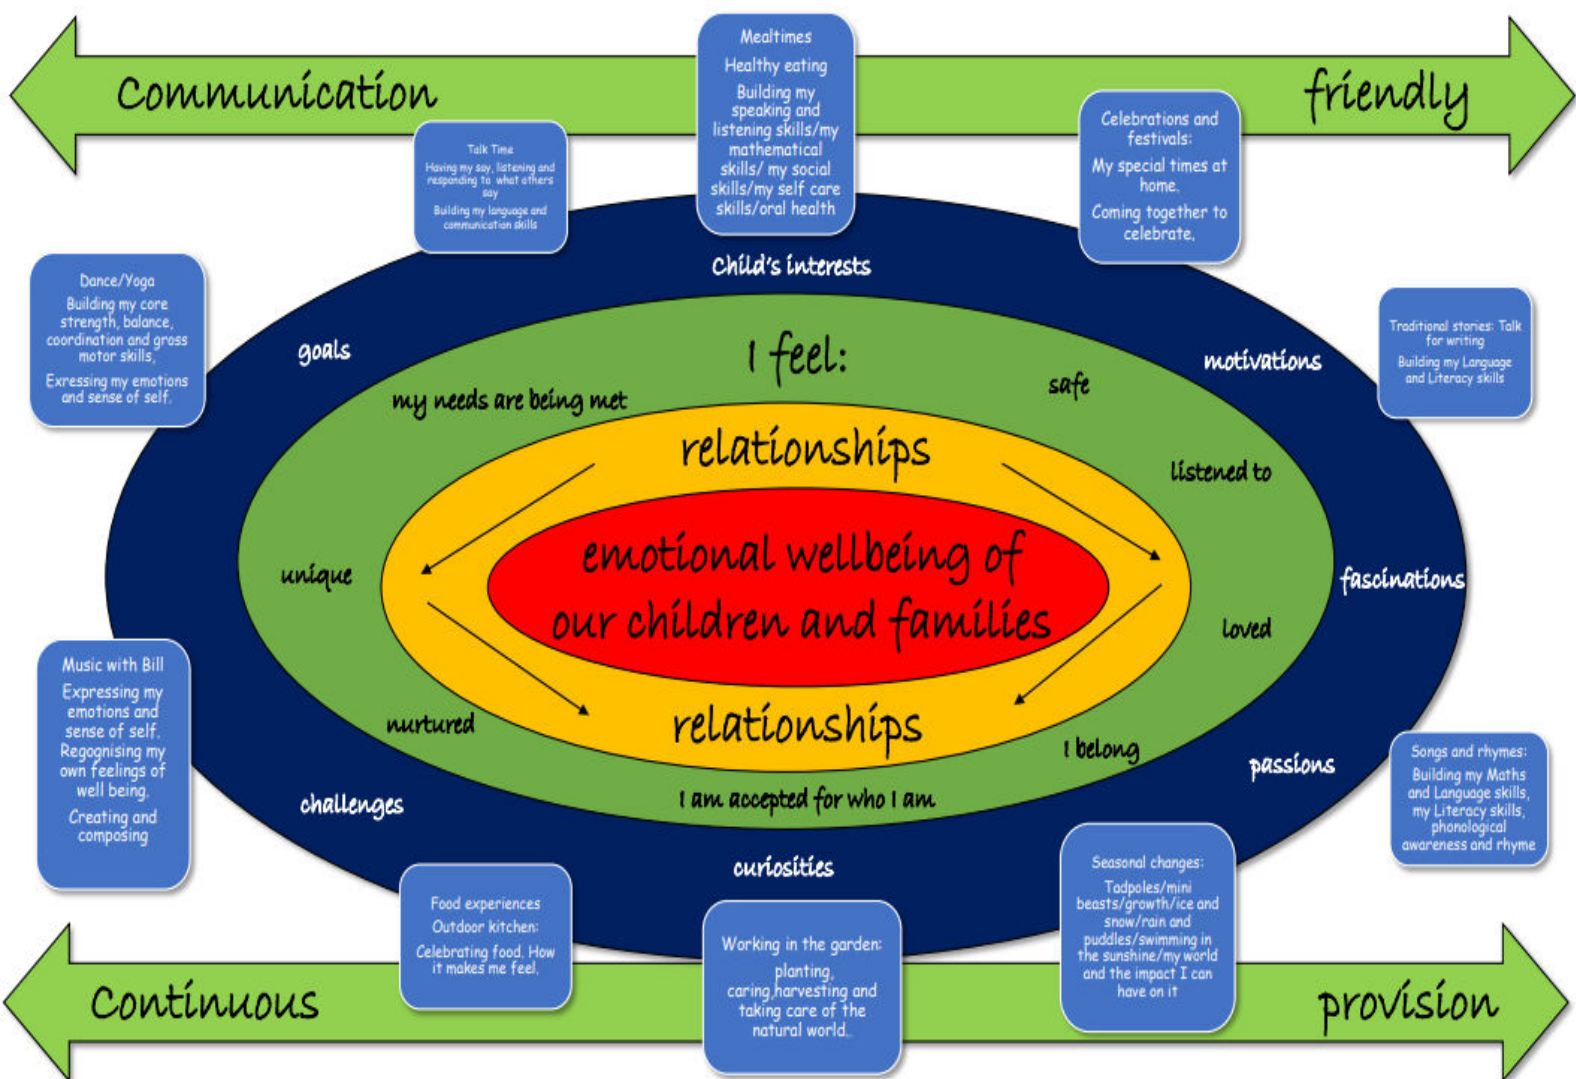 Communication
friendly
Mealtimes
Healthy eating
Building my
speaking and
listening skills/my
mathematical
skills/ my social
skills/my self care
skills/oral health
Talk Time
Having my say, listening and
responding to what others
say
Building my language and
communication skills
Celebrations and
festivals:
My special times at
home.
Coming together to
celebrate.
Dance/Yoga
Building my core
strength, balance,
coordination and gross
motor skills.
Exressing my emotions
and sense of self.
Traditional stories: Talk
for writing
Building my Language
and Literacy skills
Child's interests
goals
motivations
fascinations
passions
curiosities
challenges
I feel:
my needs are being met
safe
listened to
loved
I belong
I am accepted for who I am
nurtured
unique
relationships
emotional wellbeing of
our children and families
relationships
Music with Bill
Expressing my
emotions and
sense of self.
Regognising my
own feelings of
well being.
Creating and
composing
Songs and rhymes:
Building my Maths
and Language skills,
my Literacy skills,
phonological
awareness and rhyme
Food experiences
Outdoor kitchen:
Celebrating food. How
it makes me feel.
Working in the garden:
planting,
caring,harvesting and
taking care of the
natural world..
Seasonal changes:
Tadpoles/mini
beasts/growth/ice and
snow/rain and
puddles/swimming in
the sunshine/my world
and the impact I can
have on it
Continuous
provision